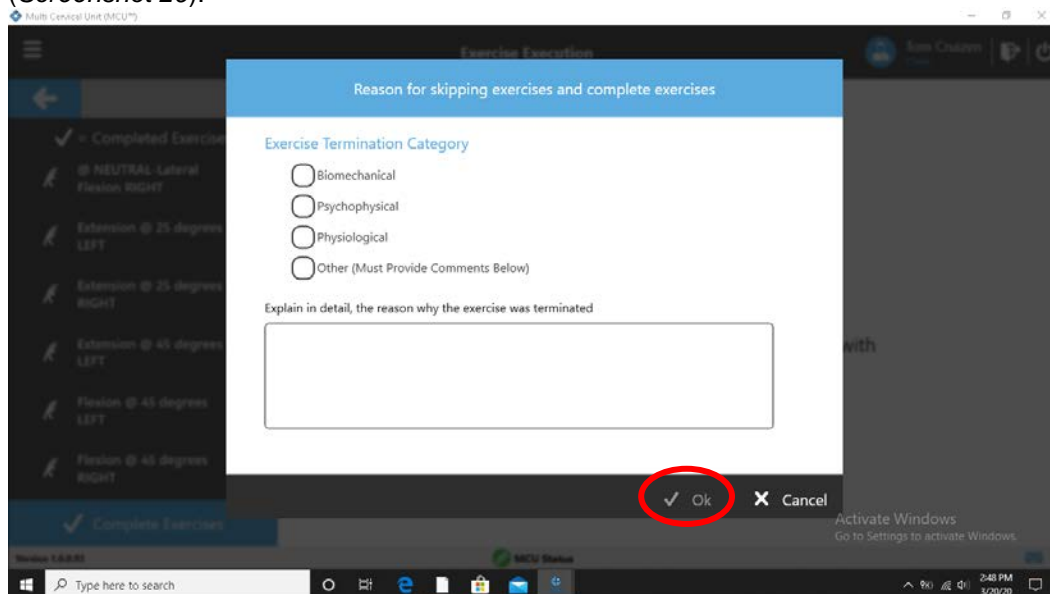 Multi Cervical Unit (MCU™)
Exercise Execution
Reason for skipping exercises and complete exercises
✓ = Completed Exercise
@ NEUTRAL-Lateral
Flexion RIGHT
Extension @ 25 degrees
LEFT
Extension @ 25 degrees
RIGHT
Extension @ 45 degrees
LEFT
Flexion @ 45 degrees
LEFT
Flexion @ 45 degrees
RIGHT
Complete Exercises
Exercise Termination Category
Biomechanical
Psychophysical
Physiological
Other (Must Provide Comments Below)
Explain in detail, the reason why the exercise was terminated
with
Ok
Cancel
Activate Windows
Go to Settings to activate Windows.
MCU Status
Type here to search
2:48 PM
3/20/20